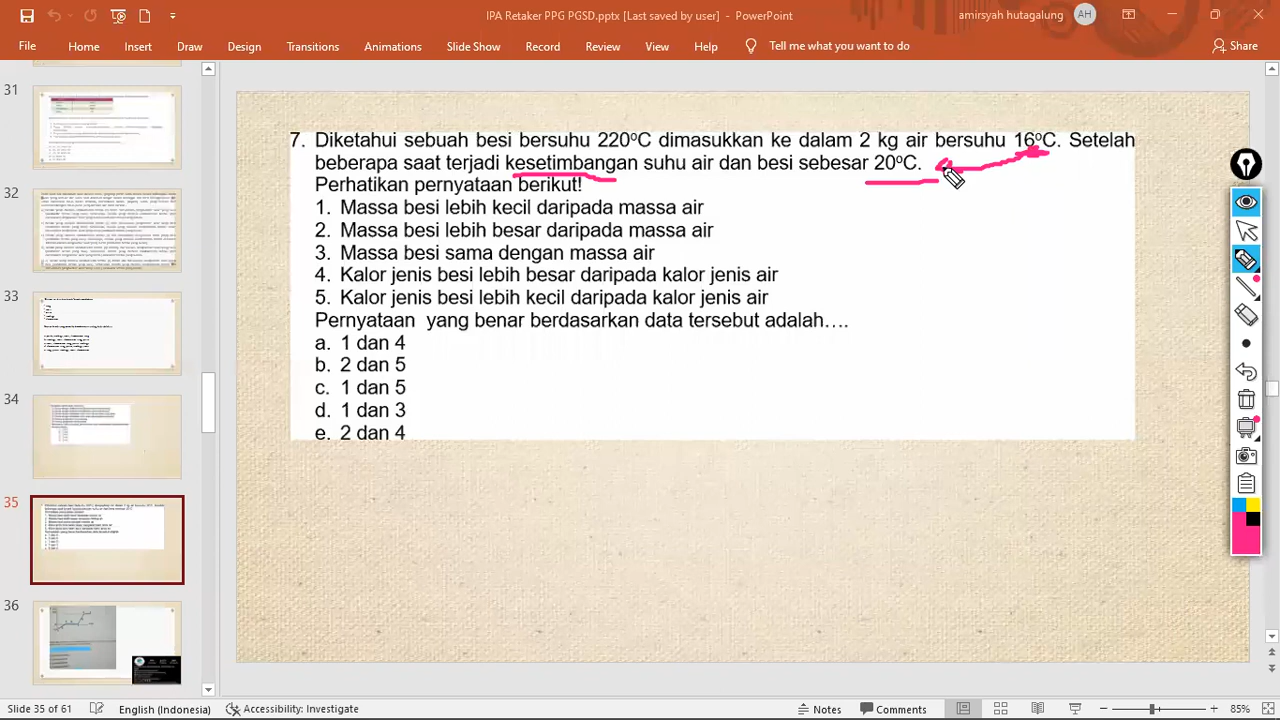 IPA Retaker PPG PGSD.pptx [Last saved by user] - PowerPoint
amirsyah hutagalung
AH
File Home Insert Draw Design Transitions Animations Slide Show Record Review View Help Tell me what you want to do Share
31
32
33
34
35
36
7. Diketahui sebuah besi bersuhu 220⁰C dimasukkan ke dalam 2 kg air bersuhu 16⁰C. Setelah
beberapa saat terjadi kesetimbangan suhu air dan besi sebesar 20⁰C.
Perhatikan pernyataan berikut!
1. Massa besi lebih kecil daripada massa air
2. Massa besi lebih besar daripada massa air
3. Massa besi sama dengan massa air
4. Kalor jenis besi lebih besar daripada kalor jenis air
5. Kalor jenis besi lebih kecil daripada kalor jenis air
Pernyataan yang benar berdasarkan data tersebut adalah….
a. 1 dan 4
b. 2 dan 5
c. 1 dan 5
d. 1 dan 3
e. 2 dan 4
Slide 35 of 61 English (Indonesia) Accessibility: Investigate Notes Comments 85%